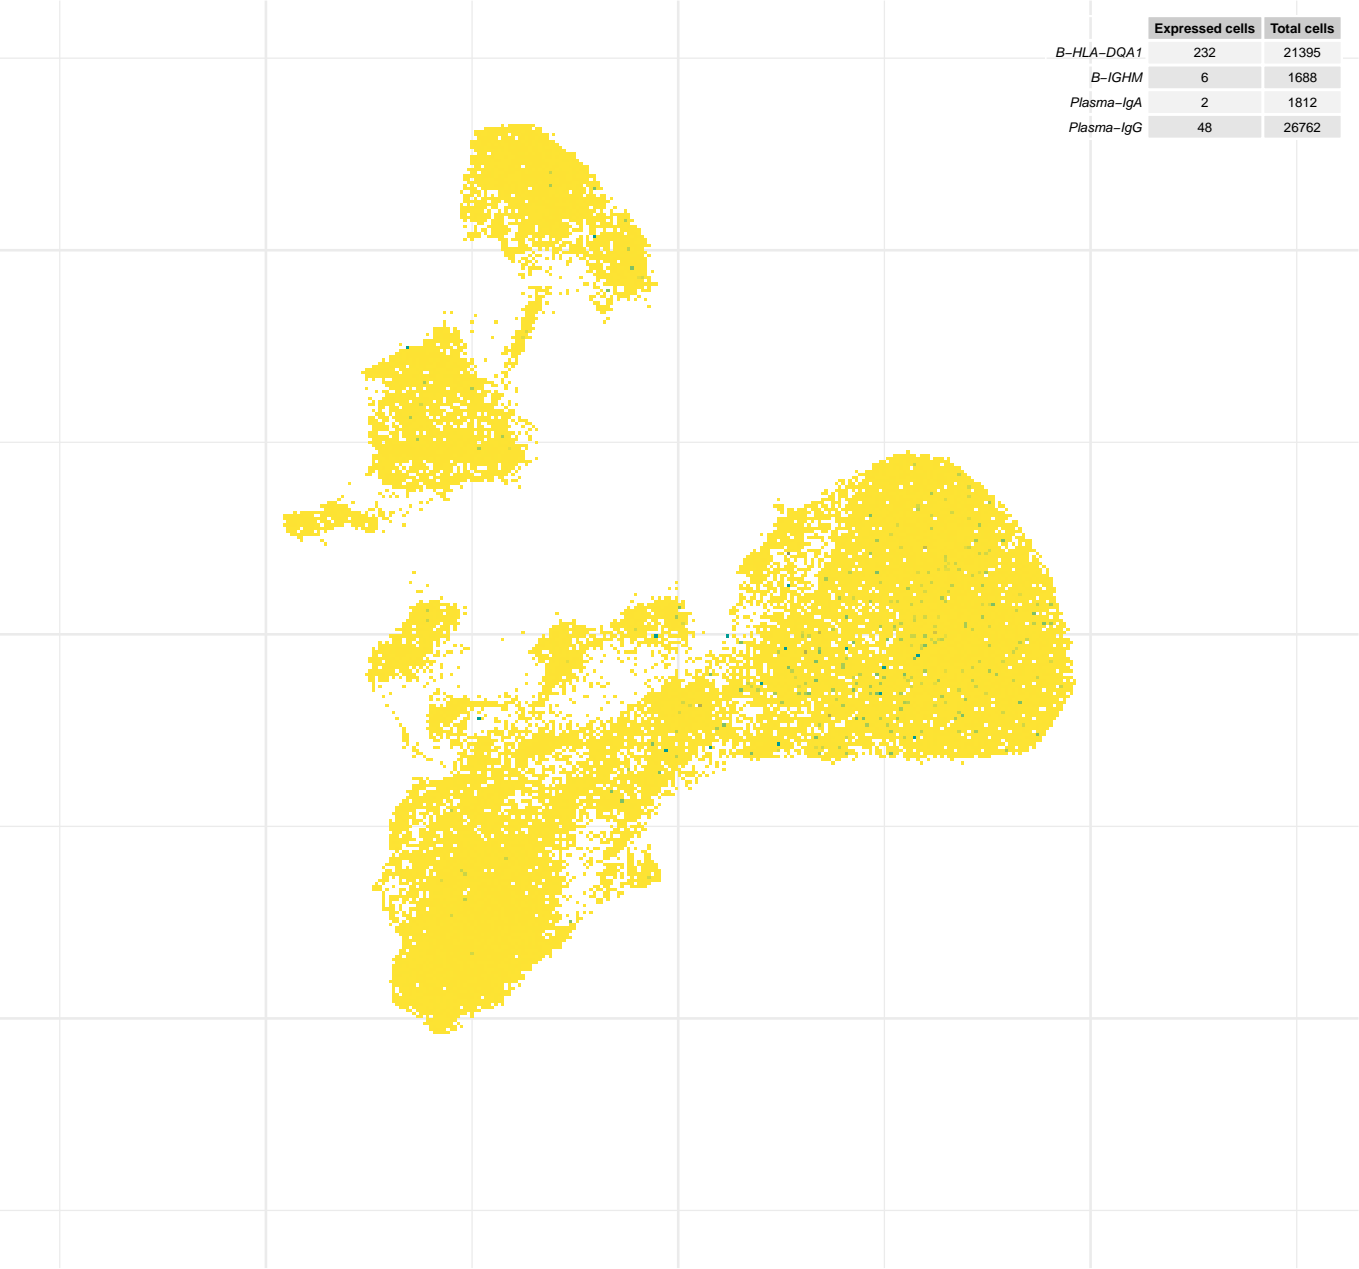 Expressed cells Total cells
B−HLA−DQA1 232 21395
B−IGHM 6 1688
Plasma−IgA 2 1812
Plasma−IgG 48 26762